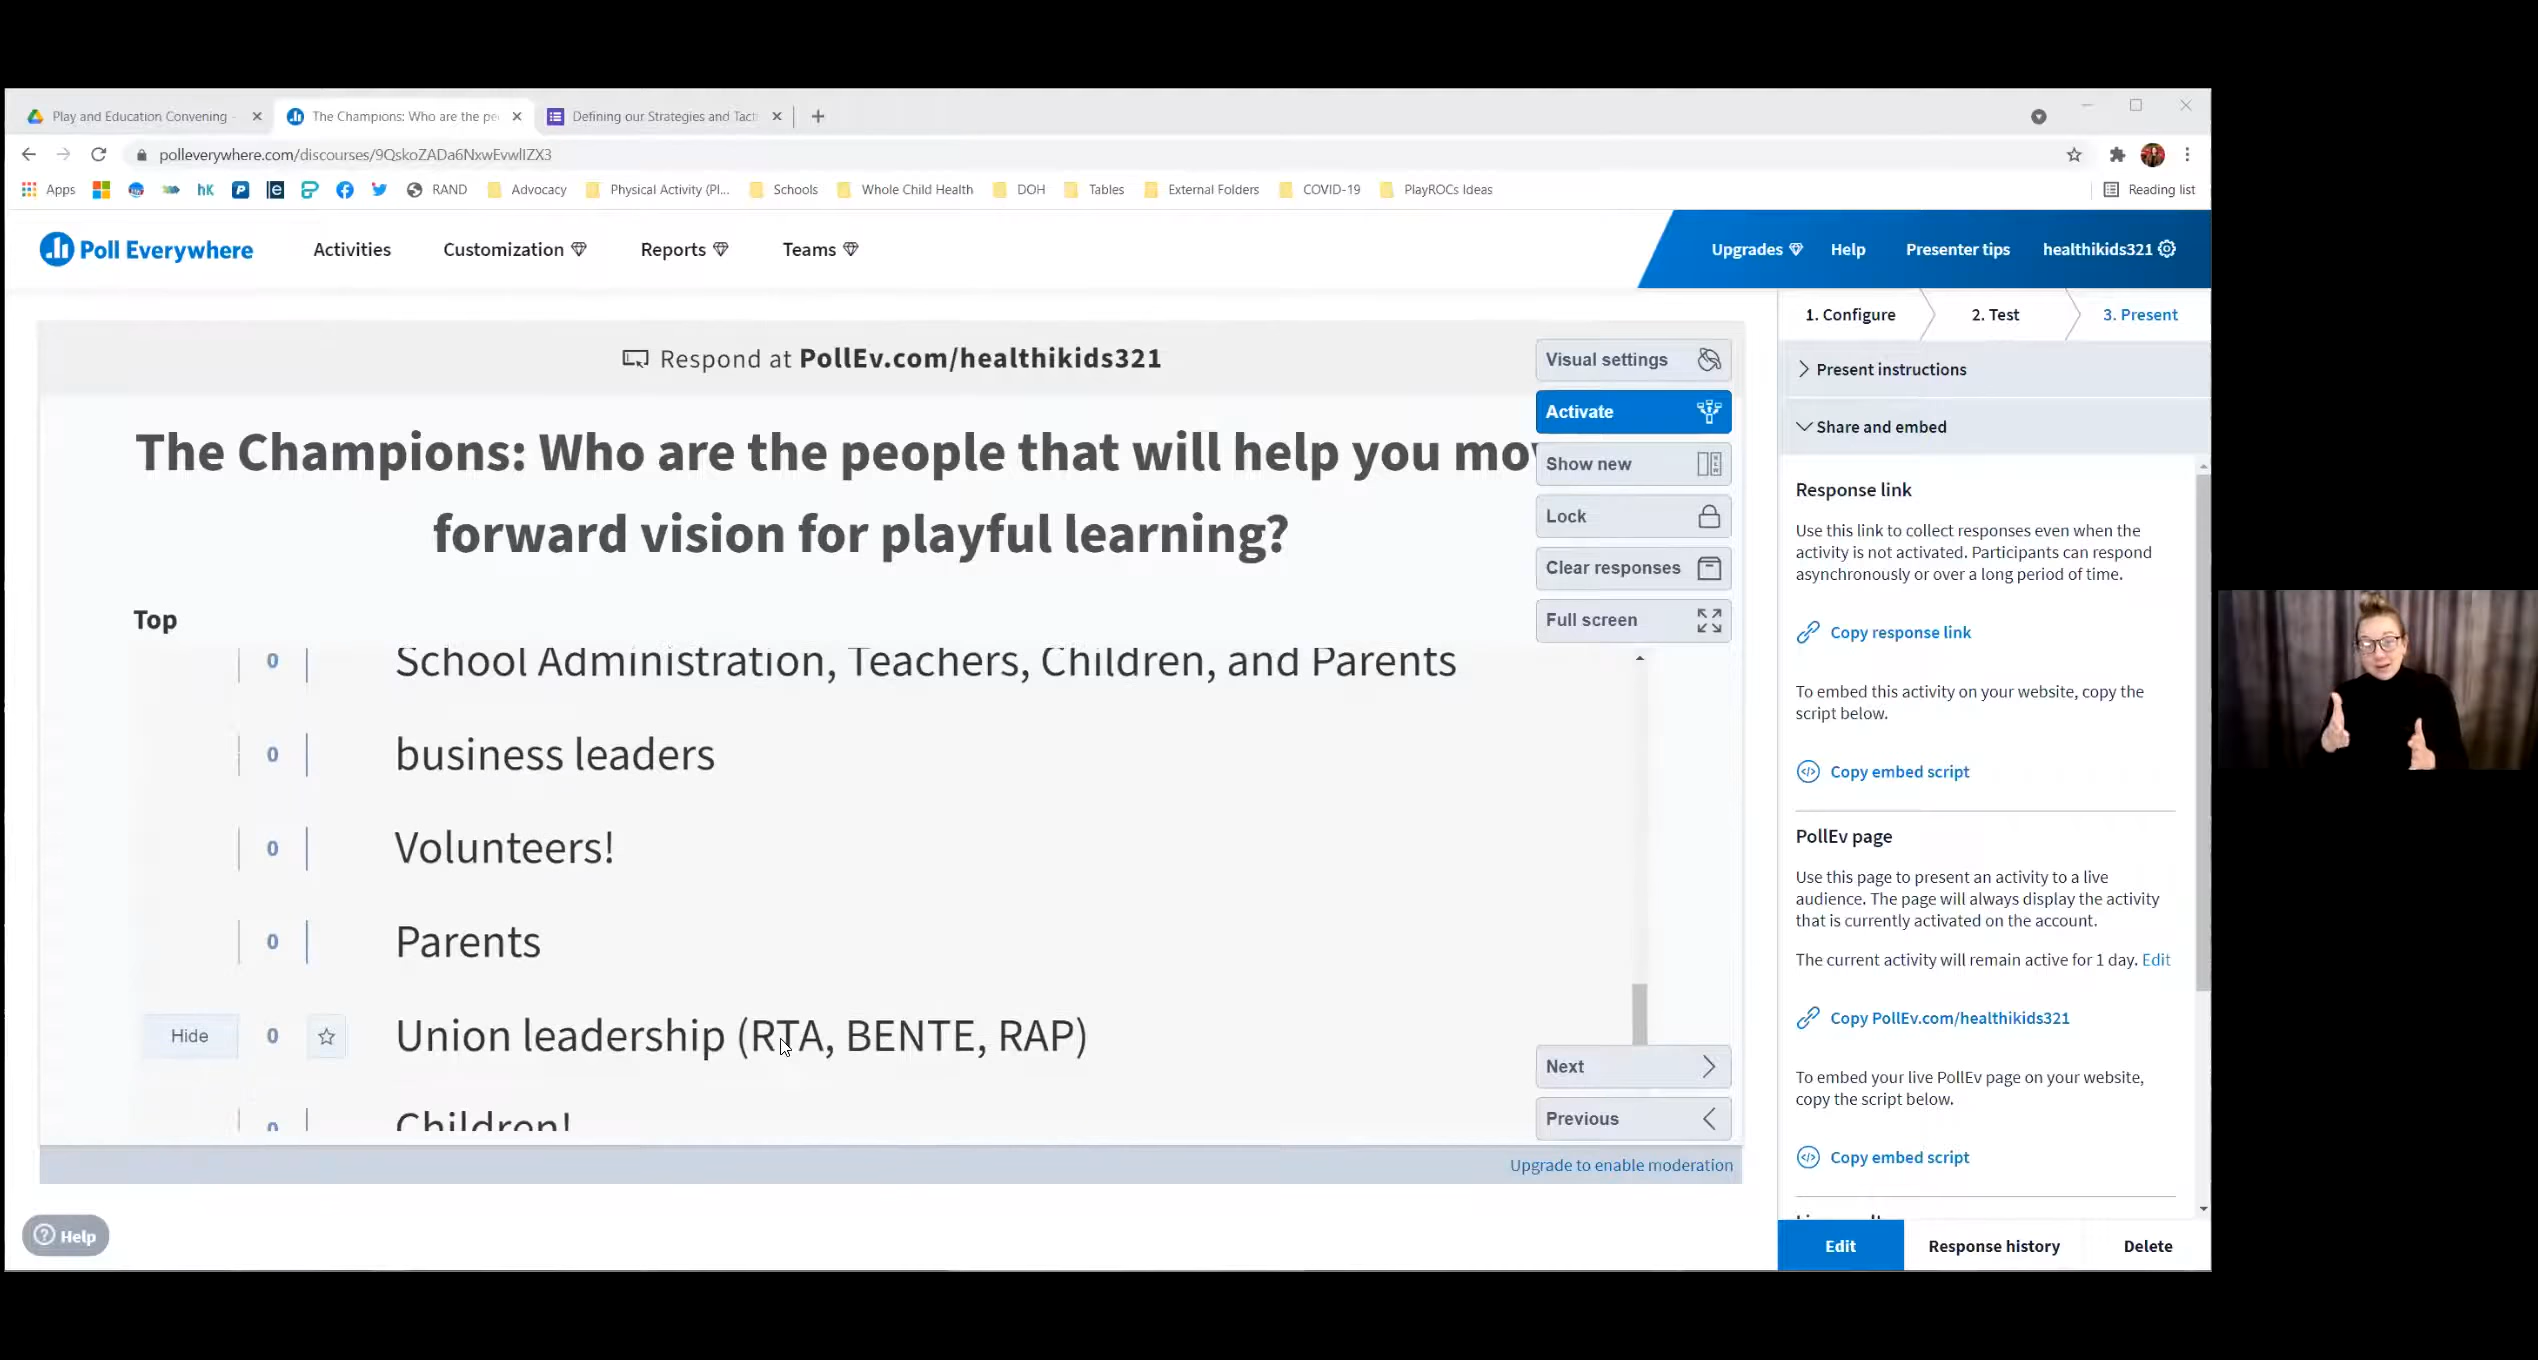 Play and Education Convening
The Champions: Who are the pe
Defining our Strategies and Tact
polleverywhere.com/discourses/9QskoZADa6NxwEvwlIZX3
Apps
hK
RAND
Advocacy
Physical Activity (Pl...
Schools
Whole Child Health
DOH
Tables
External Folders
COVID-19
PlayROCs Ideas
Reading list
Poll Everywhere
Activities
Customization
Reports
Teams
Upgrades
Help
Presenter tips
healthikids321
1. Configure
2. Test
3. Present
Respond at PollEv.com/healthikids321
The Champions: Who are the people that will help you mov
forward vision for playful learning?
Visual settings
Activate
Show new
Lock
Clear responses
Full screen
Top
0 School Administration, Teachers, Children, and Parents
0 business leaders
0 Volunteers!
0 Parents
Hide 0 Union leadership (RTA, BENTE, RAP)
0 Children!
Next
Previous
Upgrade to enable moderation
Help
Present instructions
Share and embed
Response link
Use this link to collect responses even when the
activity is not activated. Participants can respond
asynchronously or over a long period of time.
Copy response link
To embed this activity on your website, copy the
script below.
Copy embed script
PollEv page
Use this page to present an activity to a live
audience. The page will always display the activity
that is currently activated on the account.
The current activity will remain active for 1 day. Edit
Copy PollEv.com/healthikids321
To embed your live PollEv page on your website,
copy the script below.
Copy embed script
Edit
Response history
Delete